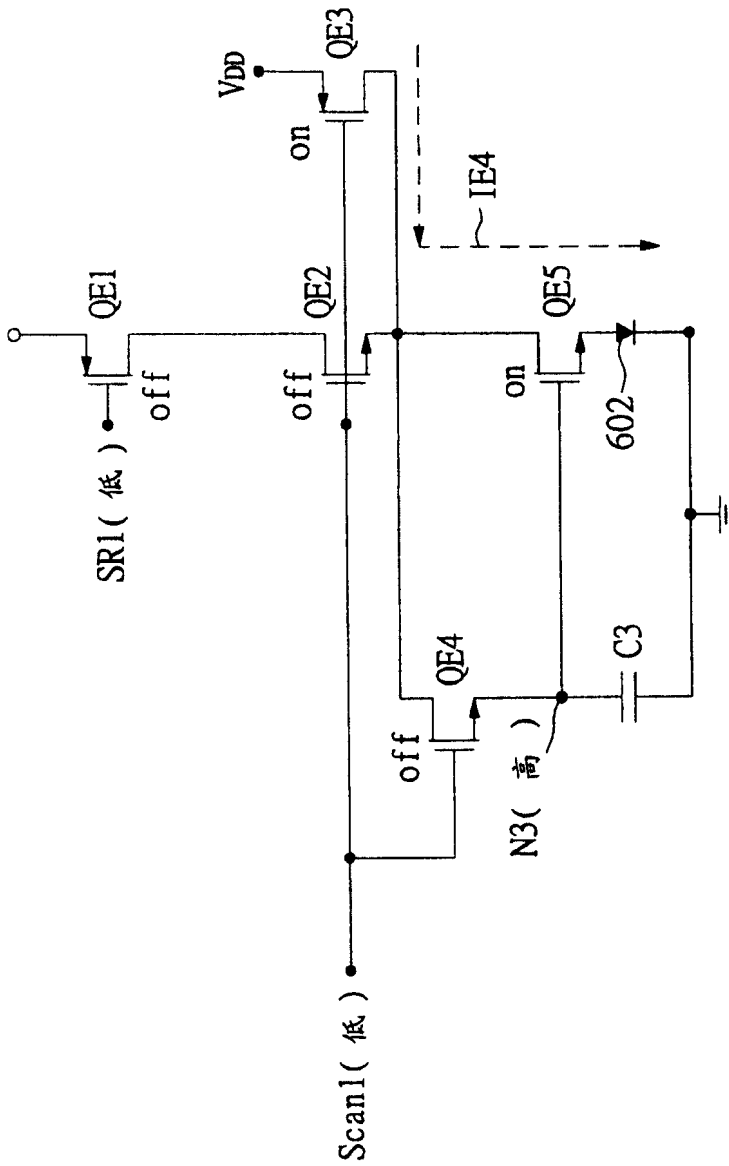 VDD
QE3
on
QE1
off
SR1( 低 )
QE2
off
IE4
QE5
on
602
QE4
off
C3
N3( 高 )
Scan1( 低 )